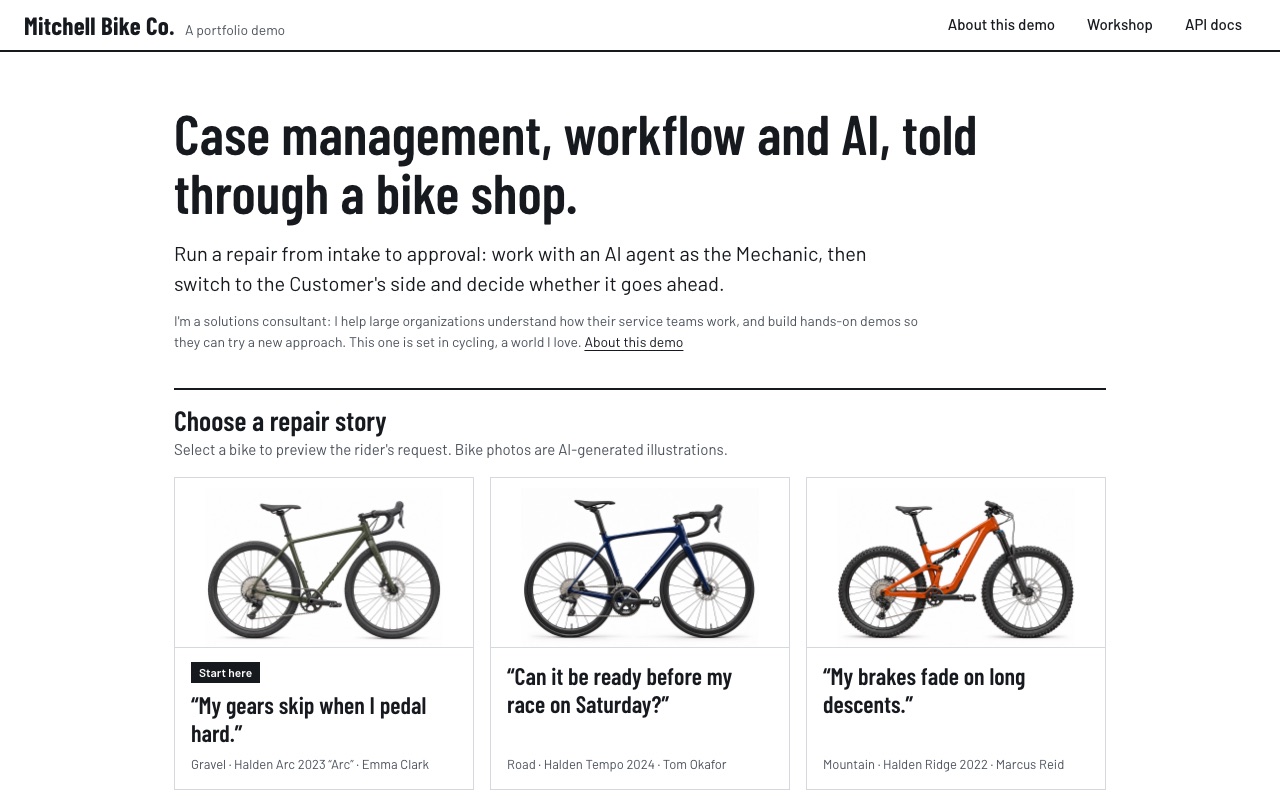 Mitchell Bike Co. A portfolio demo
About this demo Workshop API docs
Case management, workflow and AI, told
through a bike shop.
Run a repair from intake to approval: work with an AI agent as the Mechanic, then
switch to the Customer's side and decide whether it goes ahead.
I'm a solutions consultant: I help large organizations understand how their service teams work, and build hands-on demos so
they can try a new approach. This one is set in cycling, a world I love. About this demo
Choose a repair story
Select a bike to preview the rider's request. Bike photos are AI-generated illustrations.
Start here
“My gears skip when I pedal
hard.”
Gravel · Halden Arc 2023 “Arc” · Emma Clark
“Can it be ready before my
race on Saturday?”
Road · Halden Tempo 2024 · Tom Okafor
“My brakes fade on long
descents.”
Mountain · Halden Ridge 2022 · Marcus Reid